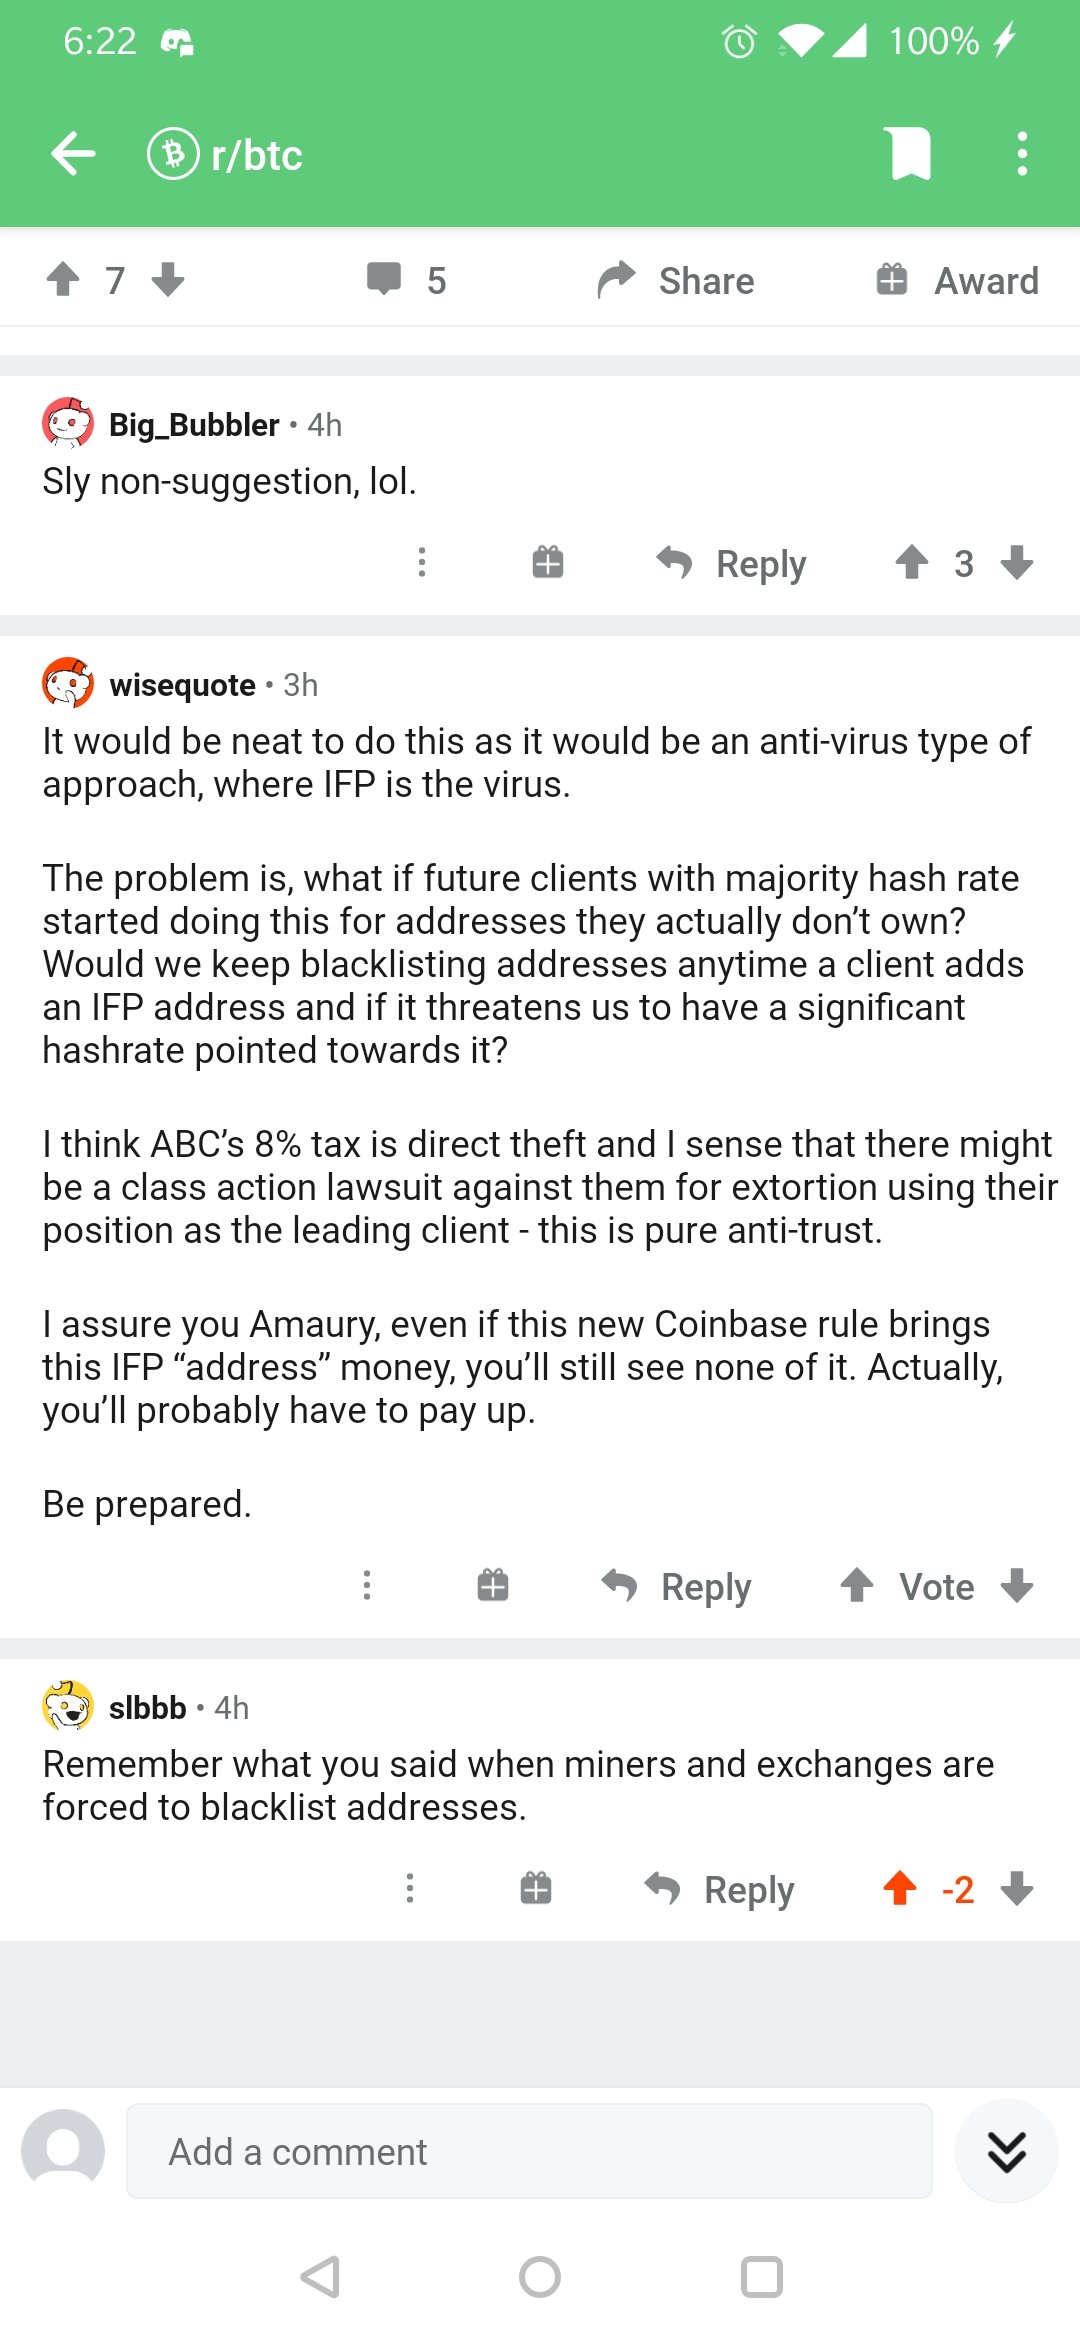 6:22 100%
r/btc
7 5 Share Award
Big_Bubbler • 4h
Sly non-suggestion, lol.
Reply 3
wisequote • 3h
It would be neat to do this as it would be an anti-virus type of
approach, where IFP is the virus.
The problem is, what if future clients with majority hash rate
started doing this for addresses they actually don’t own?
Would we keep blacklisting addresses anytime a client adds
an IFP address and if it threatens us to have a significant
hashrate pointed towards it?
I think ABC’s 8% tax is direct theft and I sense that there might
be a class action lawsuit against them for extortion using their
position as the leading client - this is pure anti-trust.
I assure you Amaury, even if this new Coinbase rule brings
this IFP “address” money, you’ll still see none of it. Actually,
you’ll probably have to pay up.
Be prepared.
Reply Vote
slbbb • 4h
Remember what you said when miners and exchanges are
forced to blacklist addresses.
Reply -2
Add a comment